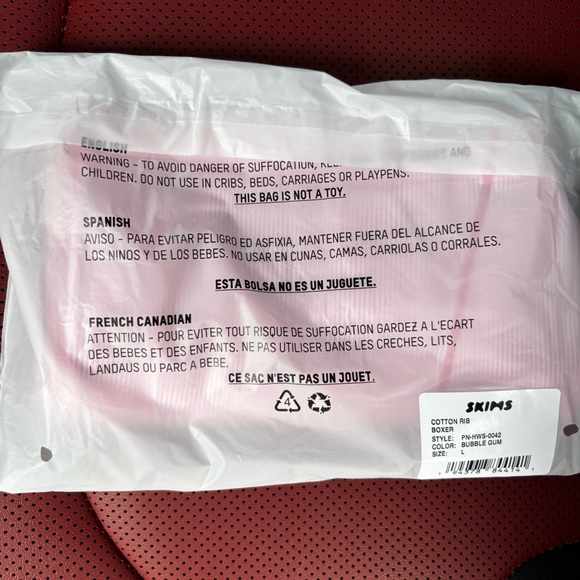 ENGLISH
WARNING - TO AVOID DANGER OF SUFFOCATION, BABIES AND
CHILDREN. DO NOT USE IN CRIBS, BEDS, CARRIAGES OR PLAYPENS.
THIS BAG IS NOT A TOY.
SPANISH
AVISO - PARA EVITAR PELIGRO ED ASFIXIA, MANTENER FUERA DEL ALCANCE DE
LOS NINOS Y DE LOS BEBES. NO USAR EN CUNAS, CAMAS, CARRIOLAS O CORRALES.
ESTA BOLSA NO ES UN JUGUETE.
FRENCH CANADIAN
ATTENTION - POUR EVITER TOUT RISQUE DE SUFFOCATION GARDEZ A L'ECART
DES BEBES ET DES ENFANTS. NE PAS UTILISER DANS LES CRECHES, LITS,
LANDAUS OU PARC A BEBE.
CE SAC N'EST PAS UN JOUET.
4
SKIMS
COTTON RIB
BOXER
STYLE: PN-HWS-0042
COLOR: BUBBLE GUM
SIZE: L